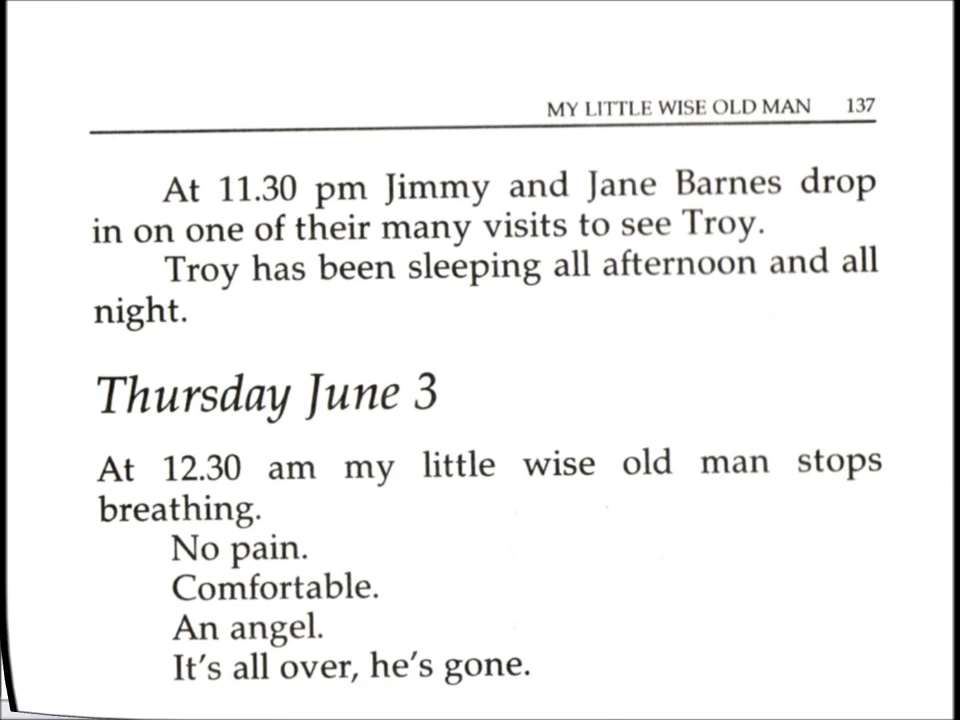 MY LITTLE WISE OLD MAN 137
At 11.30 pm Jimmy and Jane Barnes drop
in on one of their many visits to see Troy.
Troy has been sleeping all afternoon and all
night.
Thursday June 3
At 12.30 am my little wise old man stops
breathing.
No pain.
Comfortable.
An angel.
It's all over, he's gone.